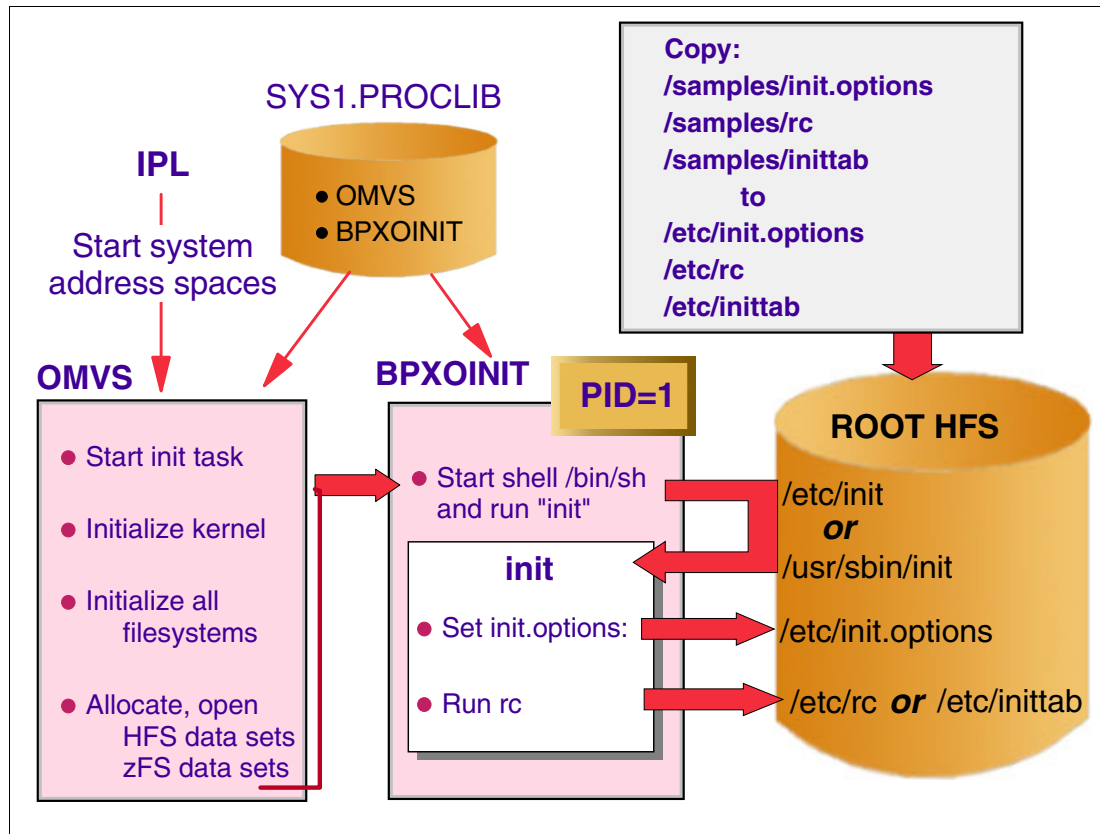 SYS1.PROCLIB
● OMVS
● BPXOINIT
IPL
Start system
address spaces
Copy:
/samples/init.options
/samples/rc
/samples/inittab
to
/etc/init.options
/etc/rc
/etc/inittab
OMVS
● Start init task
● Initialize kernel
● Initialize all
filesystems
● Allocate, open
HFS data sets
zFS data sets
BPXOINIT
PID=1
● Start shell /bin/sh
and run "init"
init
● Set init.options:
● Run rc
ROOT HFS
/etc/init
or
/usr/sbin/init
/etc/init.options
/etc/rc or /etc/inittab